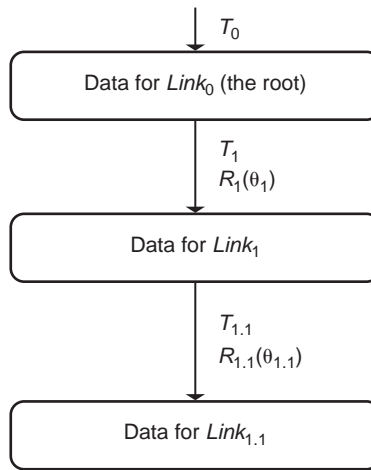 T₀
Data for Link₀ (the root)
T₁
R₁(θ₁)
Data for Link₁
T₁.₁
R₁.₁(θ₁.₁)
Data for Link₁.₁